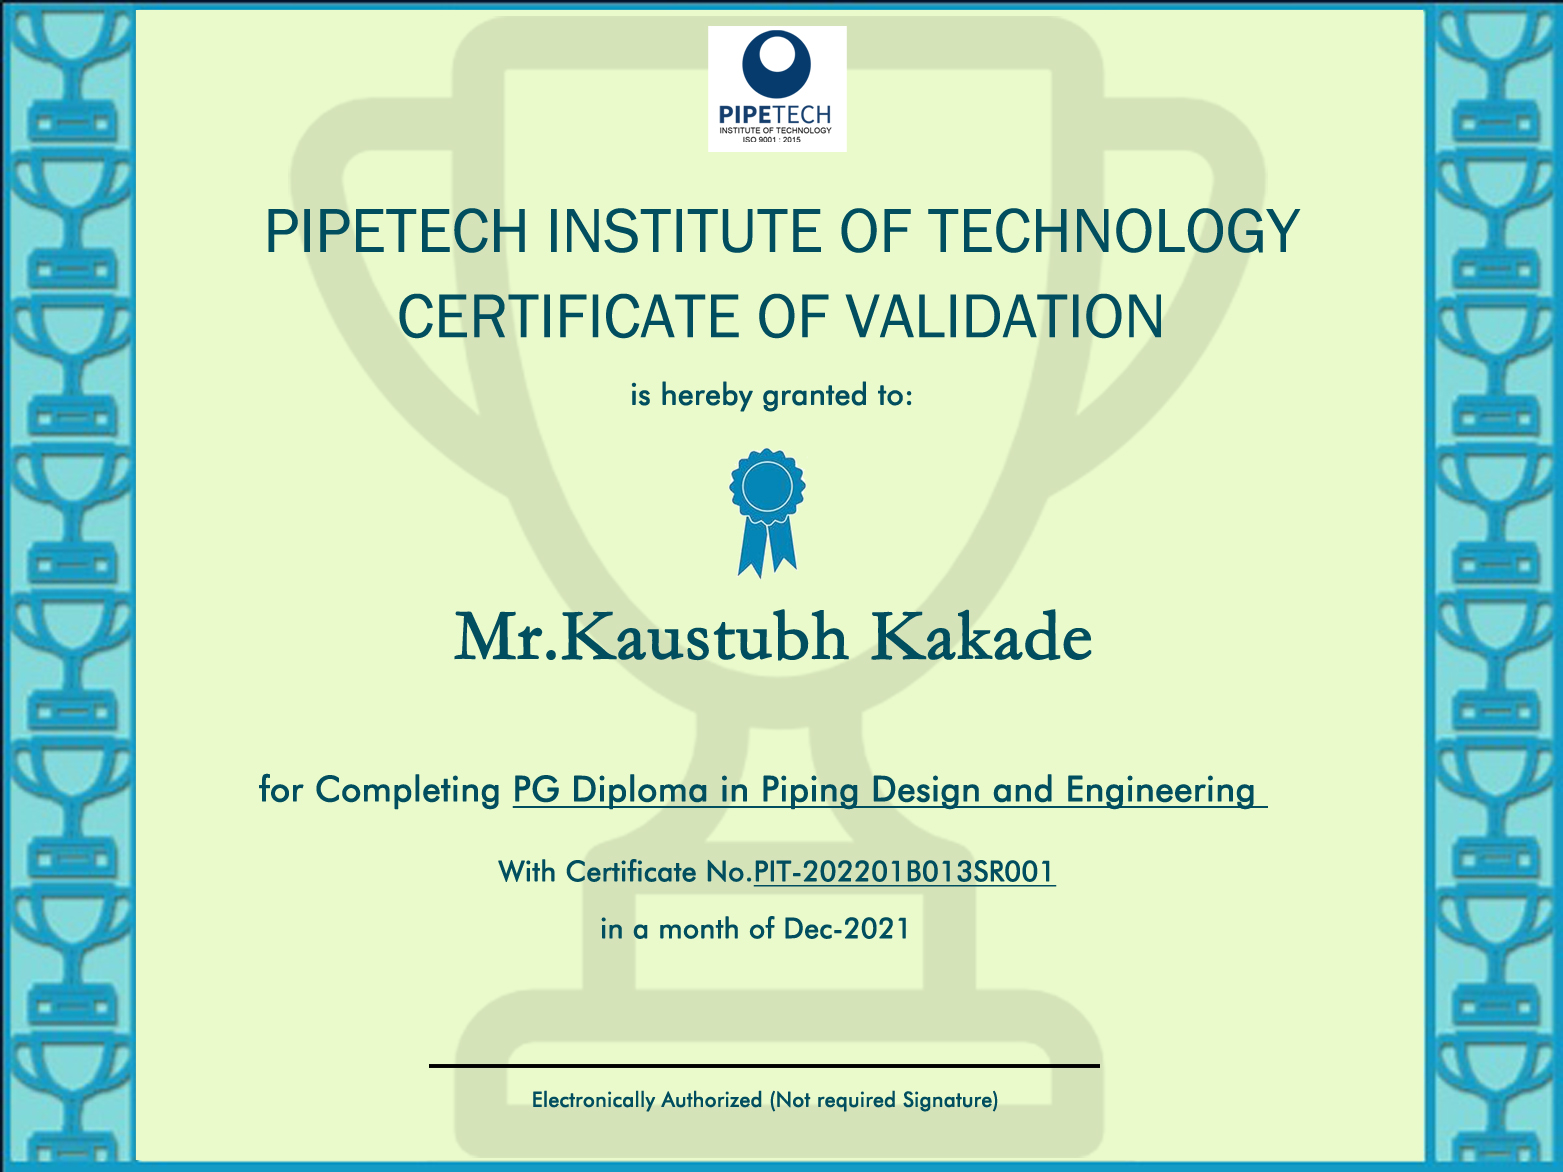 PIPETECH
INSTITUTE OF TECHNOLOGY
ISO 9001 : 2015
PIPETECH INSTITUTE OF TECHNOLOGY
CERTIFICATE OF VALIDATION
is hereby granted to:
Mr.Kaustubh Kakade
for Completing PG Diploma in Piping Design and Engineering
With Certificate No.PIT-202201B013SR001
in a month of Dec-2021
Electronically Authorized (Not required Signature)